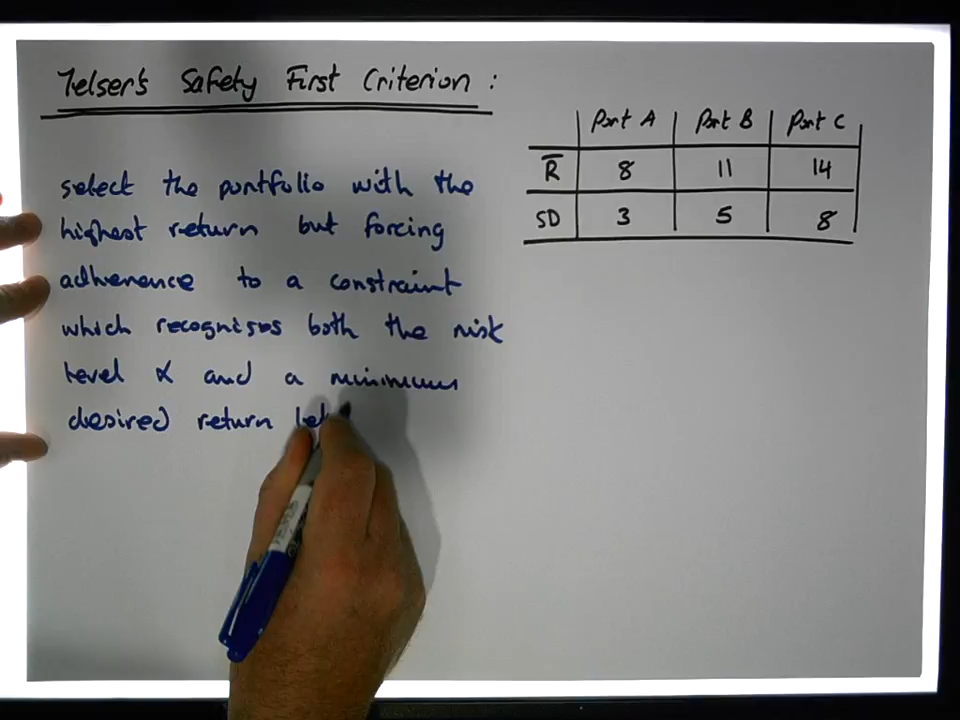 Telser's Safety First Criterion :
select the portfolio with the
highest return but forcing
adherence to a constraint
which recognises both the risk
level α and a minimum
desired return
Port A Port B Port C
R̅ 8 11 14
SD 3 5 8